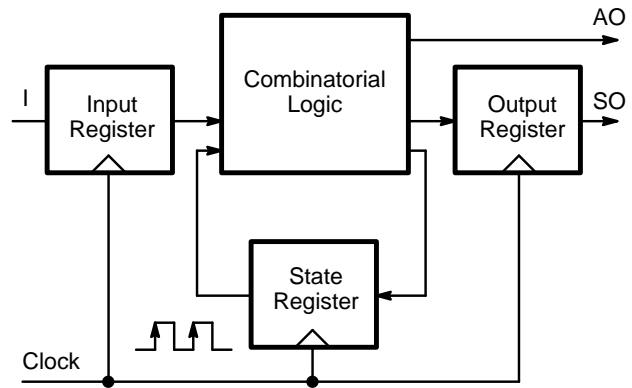 AO
I
Input
Register
Combinatorial
Logic
Output
Register
SO
State
Register
Clock